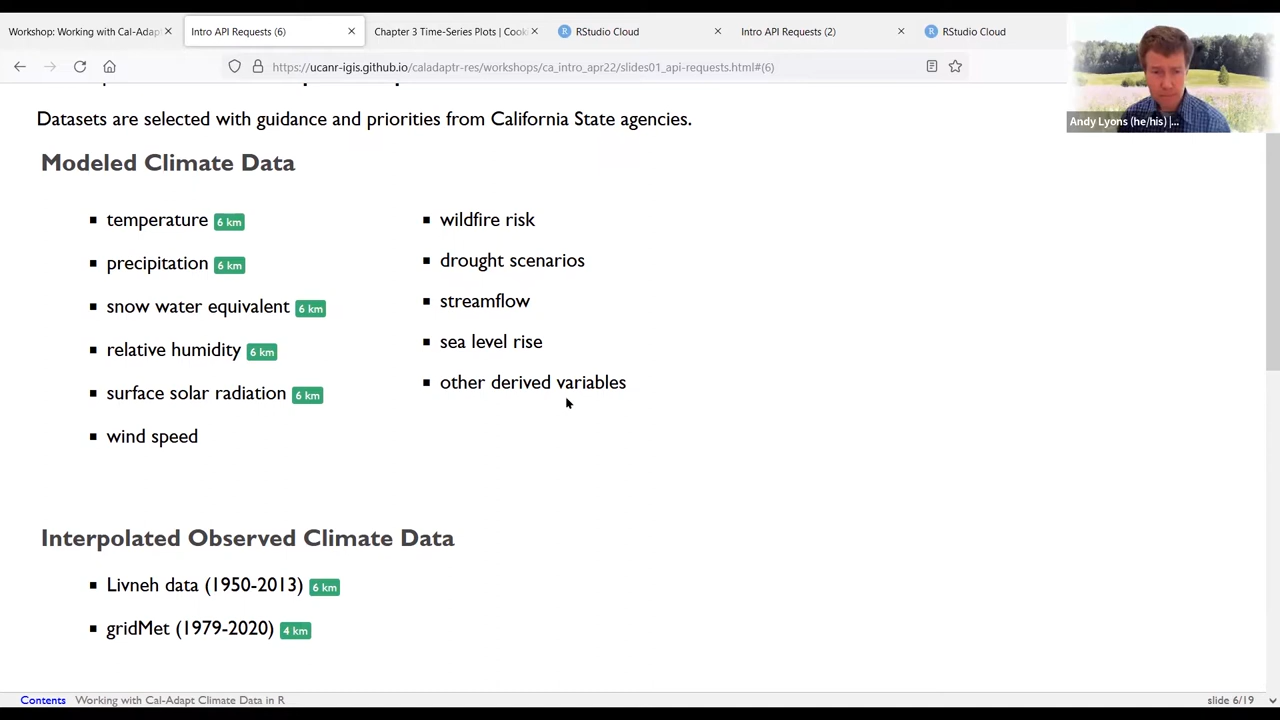 Workshop: Working with Cal-Adapt
Intro API Requests (6)
Chapter 3 Time-Series Plots | Cook
RStudio Cloud
Intro API Requests (2)
RStudio Cloud
https://ucanr-igis.github.io/caladaptr-res/workshops/ca_intro_apr22/slides01_api-requests.html#(6)
Andy Lyons (he/his) |...
Datasets are selected with guidance and priorities from California State agencies.
Modeled Climate Data
temperature 6 km
precipitation 6 km
snow water equivalent 6 km
relative humidity 6 km
surface solar radiation 6 km
wind speed
wildfire risk
drought scenarios
streamflow
sea level rise
other derived variables
Interpolated Observed Climate Data
Livneh data (1950-2013) 6 km
gridMet (1979-2020) 4 km
Contents Working with Cal-Adapt Climate Data in R
slide 6/19